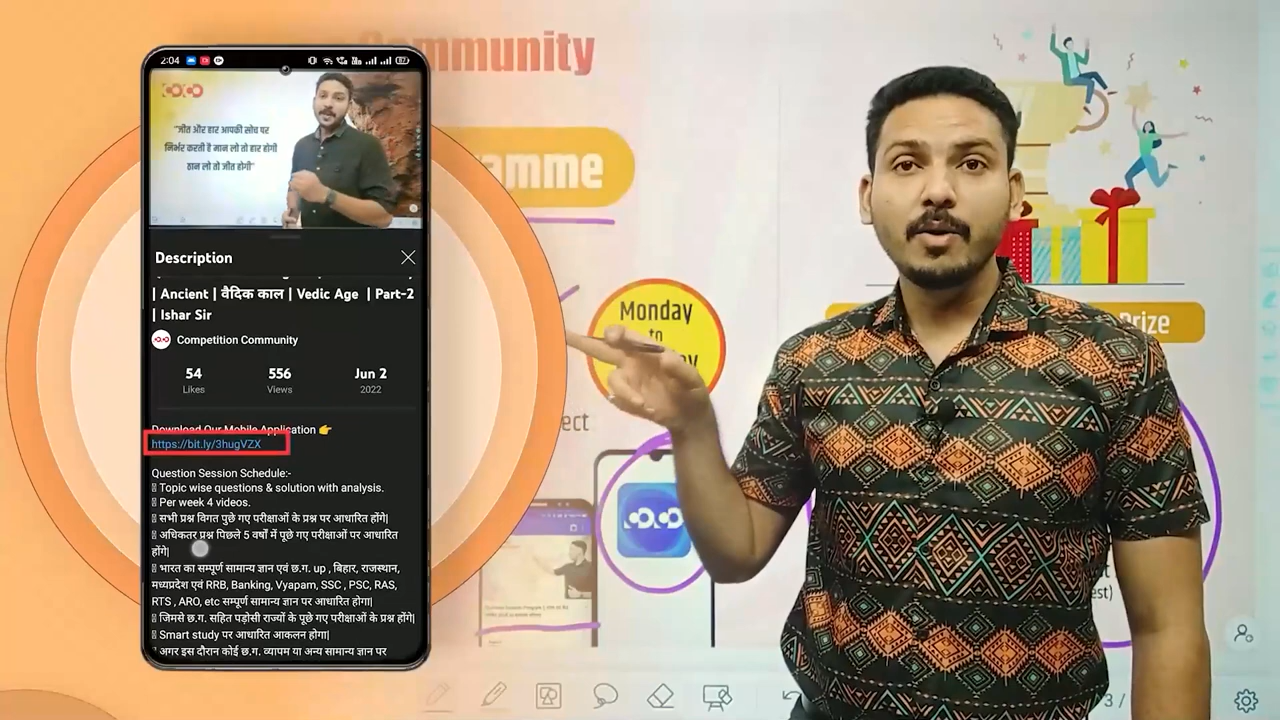 Community
amme
Monday
to
ay
ect
Prize
est)
3 /
2:04
"जीत और हार आपकी सोच पर
निर्भर करती है मान लो तो हार होगी
ठान लो तो जीत होगी"
Description
| Ancient | वैदिक काल | Vedic Age | Part-2
| Ishar Sir
Competition Community
54
Likes
556
Views
Jun 2
2022
Download Our Mobile Application 👉
https://bit.ly/3hugVZX
Question Session Schedule:-
Topic wise questions & solution with analysis.
Per week 4 videos.
सभी प्रश्न विगत पुछे गए परीक्षाओं के प्रश्न पर आधारित होंगे|
अधिकतर प्रश्न पिछले 5 वर्षों में पूछे गए परीक्षाओं पर आधारित
होंगे|
भारत का सम्पूर्ण सामान्य ज्ञान एवं छ.ग. up , बिहार, राजस्थान,
मध्यप्रदेश एवं RRB, Banking, Vyapam, SSC , PSC, RAS,
RTS , ARO, etc सम्पूर्ण सामान्य ज्ञान पर आधारित होगा|
जिमसे छ.ग. सहित पड़ोसी राज्यों के पूछे गए परीक्षाओं के प्रश्न होंगे|
Smart study पर आधारित आकलन होगा|
अगर इस दौरान कोई छ.ग. व्यापम या अन्य सामान्य ज्ञान पर